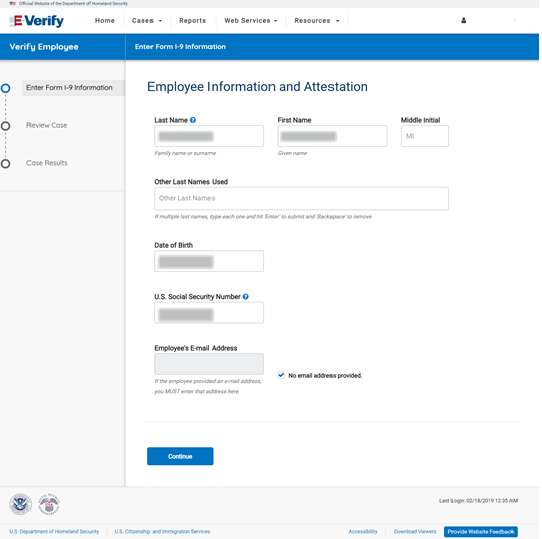 Official Website of the Department of Homeland Security
E-Verify
Home Cases Reports Web Services Resources
Verify Employee
Enter Form I-9 Information
Enter Form I-9 Information
Review Case
Case Results
Employee Information and Attestation
Last Name First Name Middle Initial
MI
Family name or surname Given name
Other Last Names Used
Other Last Names
If multiple last names, type each one and hit 'Enter' to submit and 'Backspace' to remove
Date of Birth
U.S. Social Security Number
Employee's E-mail Address
No email address provided.
If the employee provided an e-mail address,
you MUST enter that address here.
Continue
Last Login: 02/18/2019 12:35 AM
U.S. Department of Homeland Security U.S. Citizenship and Immigration Services Accessibility Download Viewers Provide Website Feedback